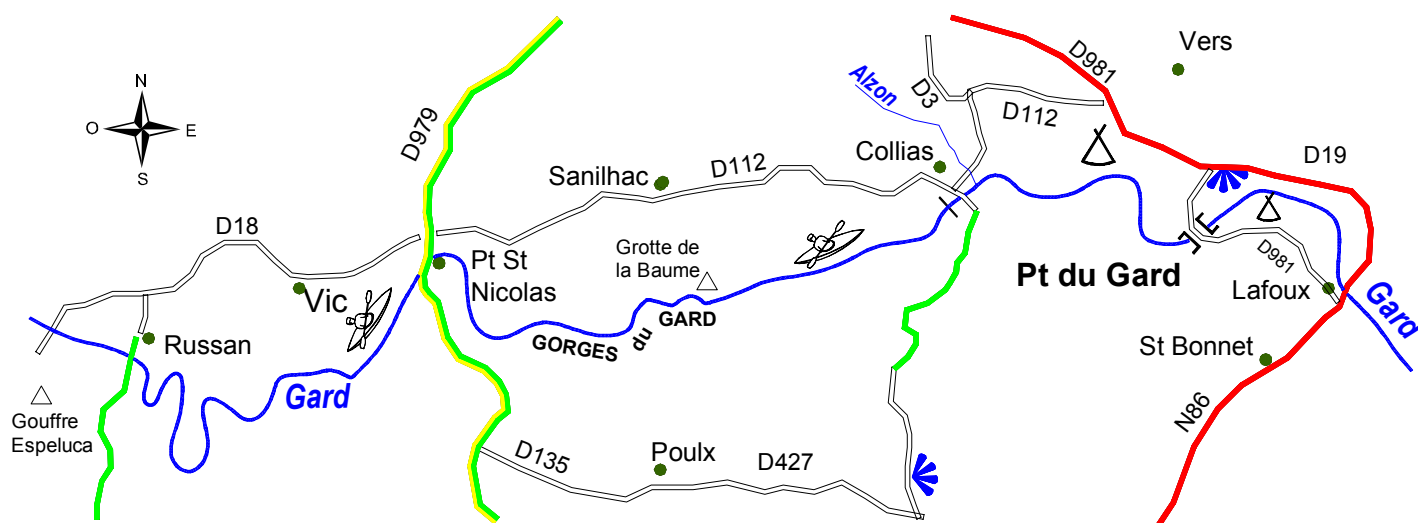 N
O
E
S
D979
D981
Vers
Alzon
D3
D112
D19
Collias
Sanilhac
D112
D18
Grotte de
la Baume
Pt St
Nicolas
Vic
Pt du Gard
D981
Lafoux
Gard
Russan
GORGES du GARD
St Bonnet
Gard
Gouffre
Espeluca
N86
D135
Poulx
D427